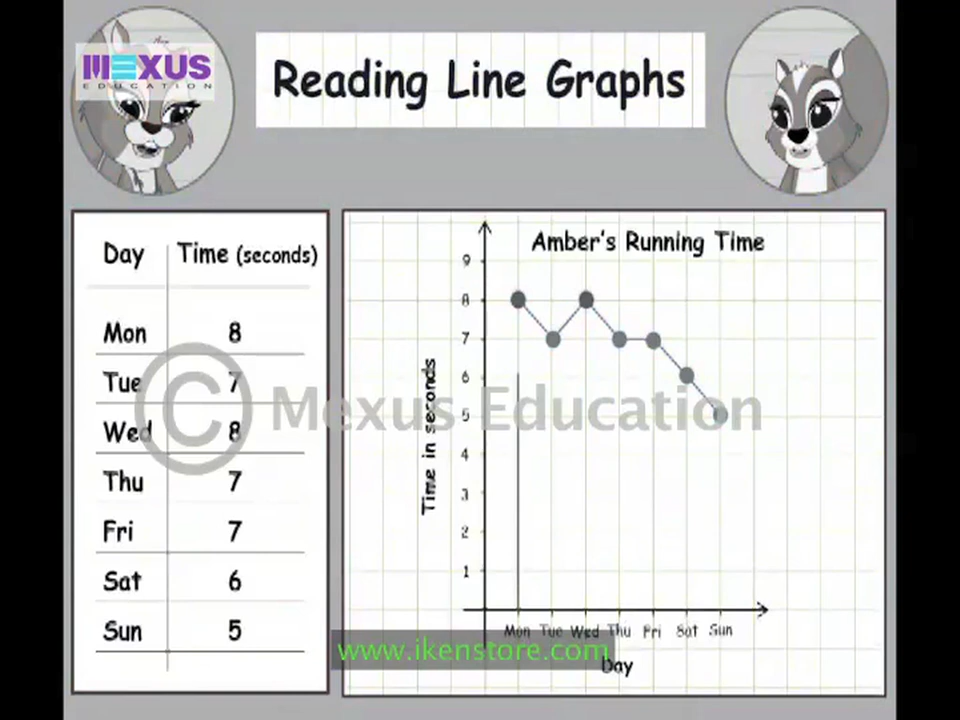 MEXUS
EDUCATION
Reading Line Graphs
Day Time (seconds)
Mon 8
Tue 7
Wed 8
Thu 7
Fri 7
Sat 6
Sun 5
Amber's Running Time
9
8
7
6
5
4
3
2
1
Time in seconds
Mon Tue Wed Thu Fri Sat Sun
Day
© Mexus Education
www.ikenstore.com